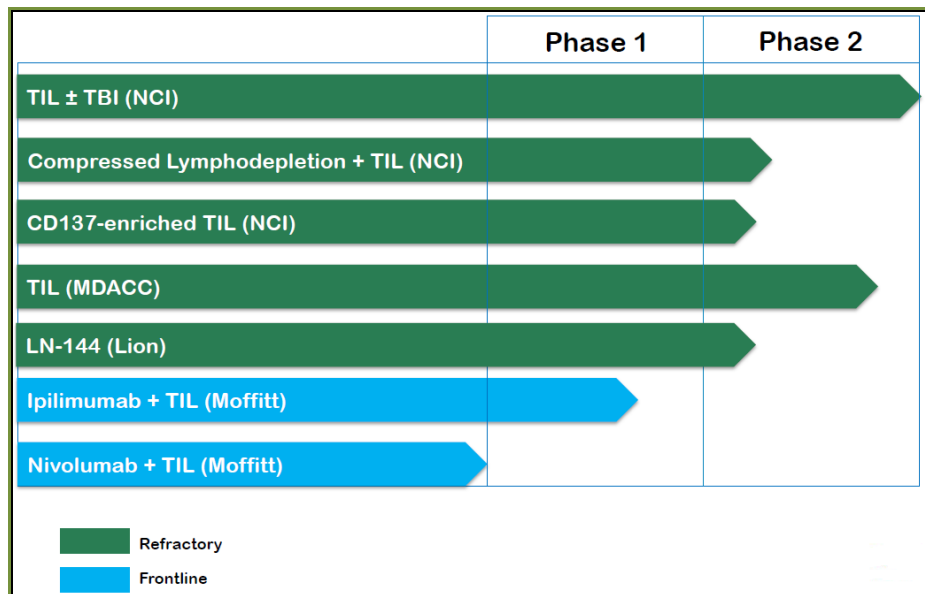 Phase 1
Phase 2
TIL ± TBI (NCI)
Compressed Lymphodepletion + TIL (NCI)
CD137-enriched TIL (NCI)
TIL (MDACC)
LN-144 (Lion)
Ipilimumab + TIL (Moffitt)
Nivolumab + TIL (Moffitt)
Refractory
Frontline